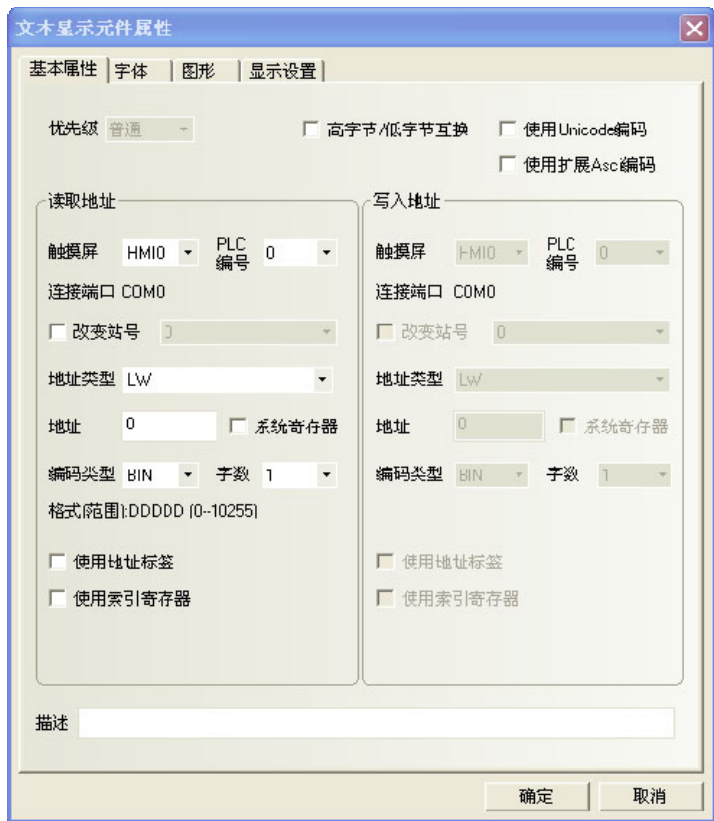 文本显示元件属性
基本属性 字体 图形 显示设置
优先级 普通 高字节/低字节互换 使用Unicode编码
使用扩展Asci编码
读取地址 写入地址
触摸屏 HMI0 PLC编号 0 触摸屏 HMI0 PLC编号 0
连接端口 COM0 连接端口 COM0
改变站号 0 改变站号 0
地址类型 LW 地址类型 LW
地址 0 系统寄存器 地址 0 系统寄存器
编码类型 BIN 字数 1 编码类型 BIN 字数 1
格式(范围):DDDDD (0--10255)
使用地址标签 使用地址标签
使用索引寄存器 使用索引寄存器
描述
确定 取消